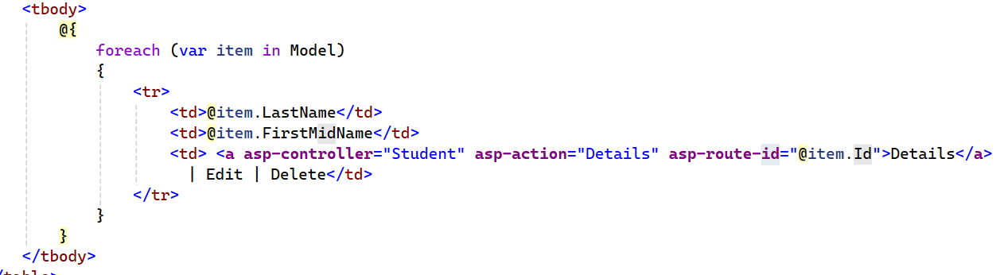 <tbody>
@{
foreach (var item in Model)
{
<tr>
<td>@item.LastName</td>
<td>@item.FirstMidName</td>
<td> <a asp-controller="Student" asp-action="Details" asp-route-id="@item.Id">Details</a>
| Edit | Delete</td>
</tr>
}
}
</tbody>
</table>